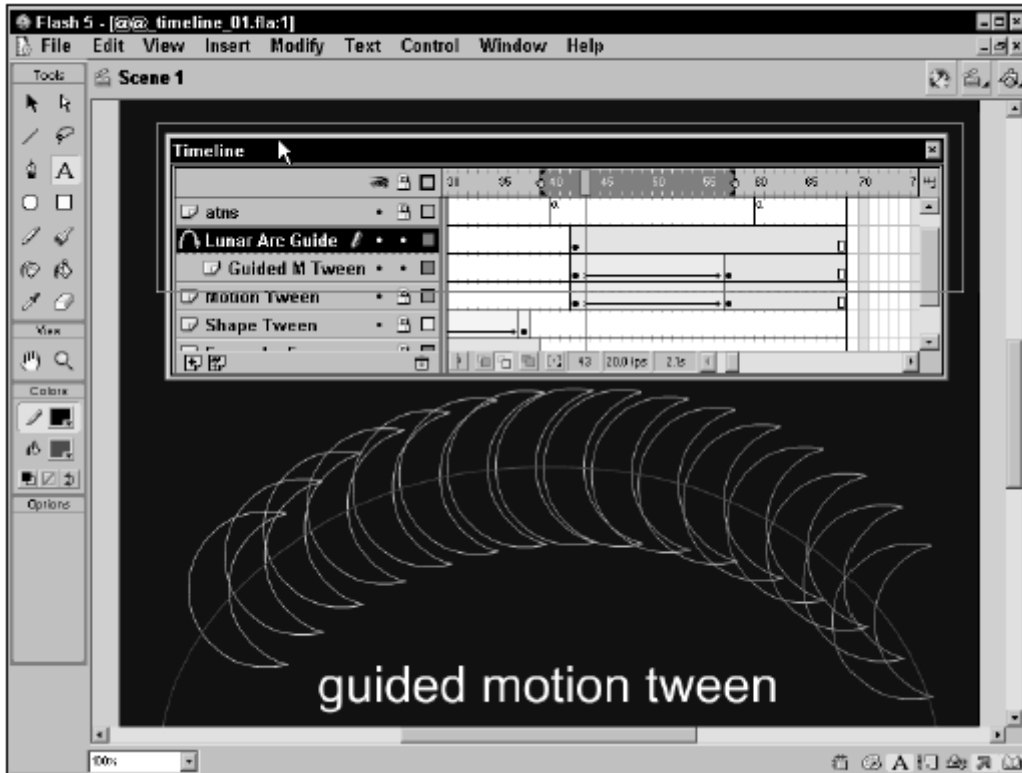 Flash 5 - [@@_timeline_01.fla:1]
File Edit View Insert Modify Text Control Window Help
Tools
Scene 1
Timeline
35 40 45 50 55 60 65 70
atns
Lunar Arc Guide
Guided M Tween
Motion Tween
Shape Tween
43 20.0 fps 2.1s
View
Colors
Options
guided motion tween
100%